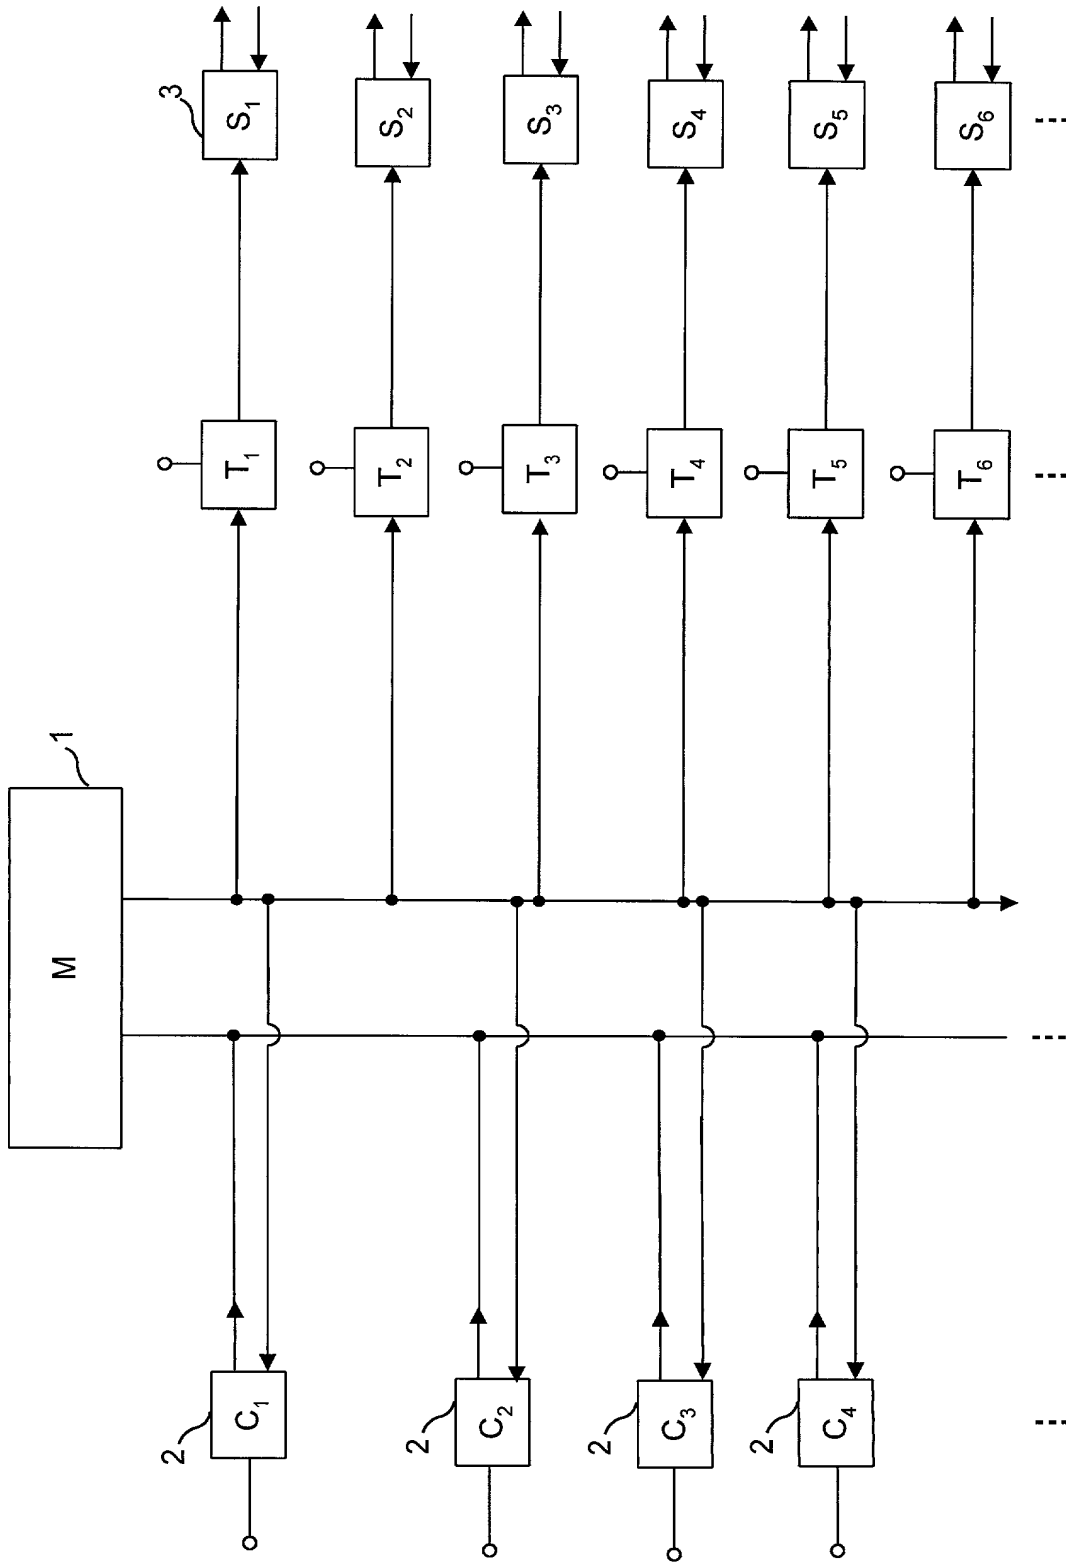 M
1
2
C₁
2
C₂
2
C₃
2
C₄
T₁
T₂
T₃
T₄
T₅
T₆
3
S₁
S₂
S₃
S₄
S₅
S₆